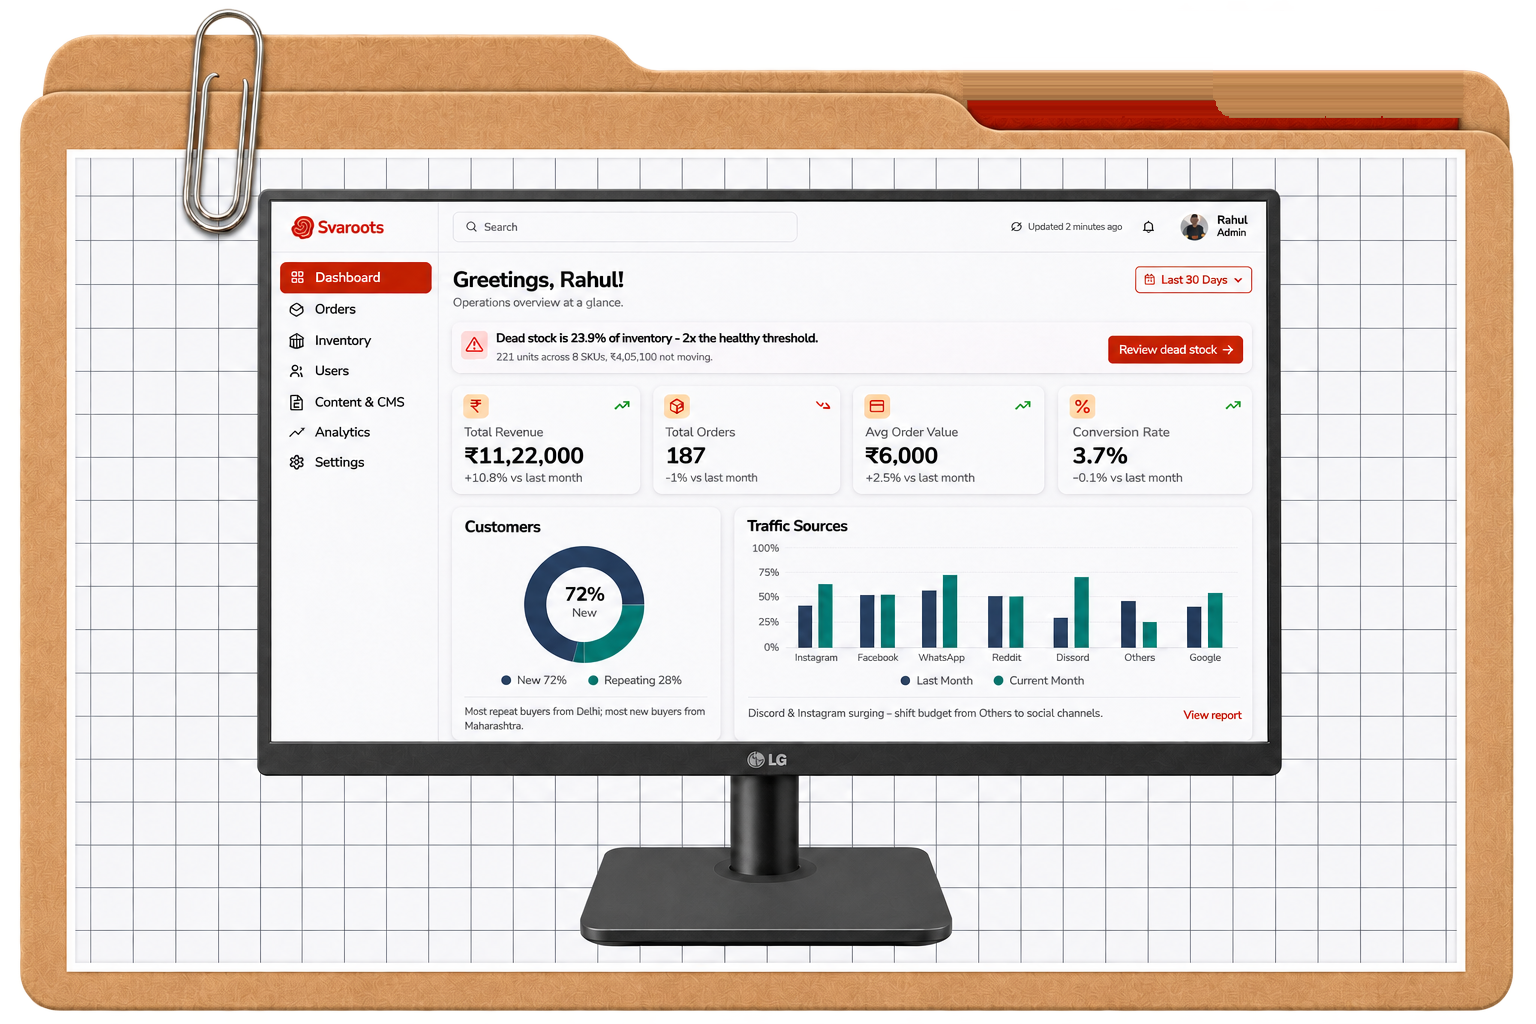 Svaroots
Search
Updated 2 minutes ago
Rahul
Admin
Dashboard
Orders
Inventory
Users
Content & CMS
Analytics
Settings
Greetings, Rahul!
Operations overview at a glance.
Last 30 Days
Dead stock is 23.9% of inventory - 2x the healthy threshold.
221 units across 8 SKUs, ₹4,05,100 not moving.
Review dead stock →
₹
Total Revenue
₹11,22,000
+10.8% vs last month
Total Orders
187
-1% vs last month
Avg Order Value
₹6,000
+2.5% vs last month
%
Conversion Rate
3.7%
-0.1% vs last month
Customers
72%
New
New 72%
Repeating 28%
Most repeat buyers from Delhi; most new buyers from
Maharashtra.
Traffic Sources
100%
75%
50%
25%
0%
Instagram
Facebook
WhatsApp
Reddit
Dissord
Others
Google
Last Month
Current Month
Discord & Instagram surging – shift budget from Others to social channels.
View report
LG